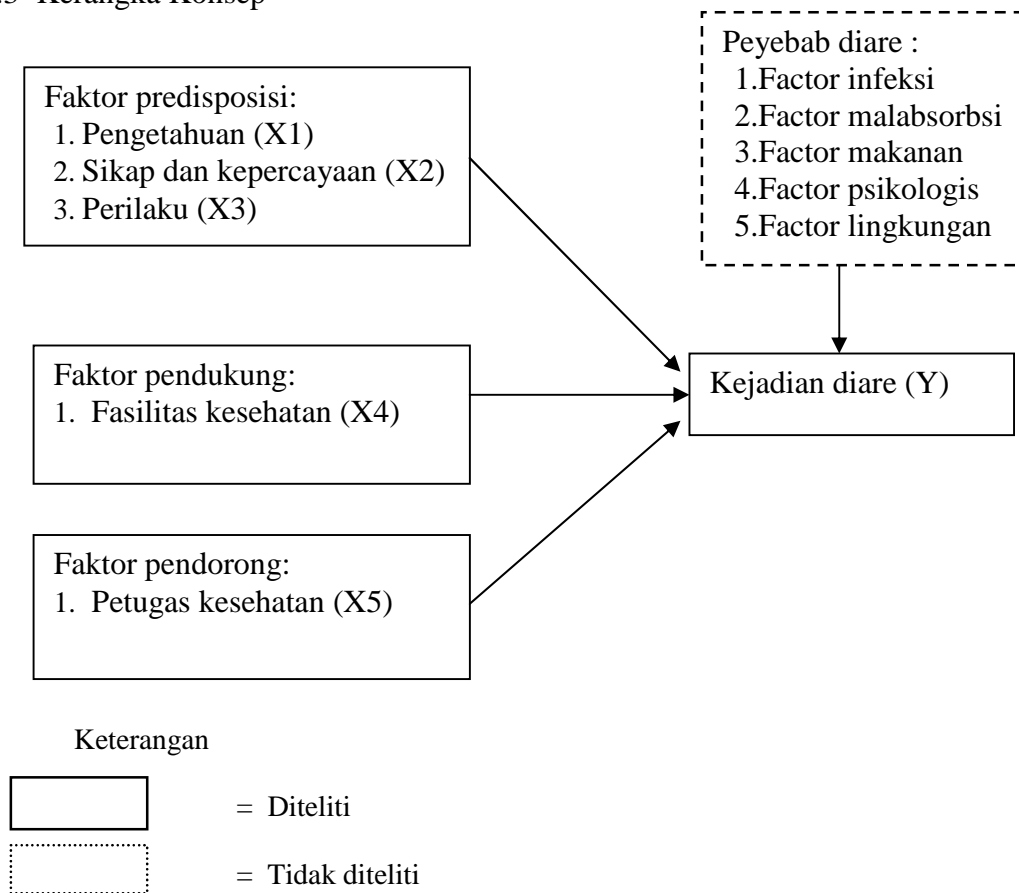 Kerangka Konsep
Peyebab diare :
1.Factor infeksi
2.Factor malabsorbsi
3.Factor makanan
4.Factor psikologis
5.Factor lingkungan
Faktor predisposisi:
1. Pengetahuan (X1)
2. Sikap dan kepercayaan (X2)
3. Perilaku (X3)
Faktor pendukung:
1. Fasilitas kesehatan (X4)
Kejadian diare (Y)
Faktor pendorong:
1. Petugas kesehatan (X5)
Keterangan
= Diteliti
= Tidak diteliti